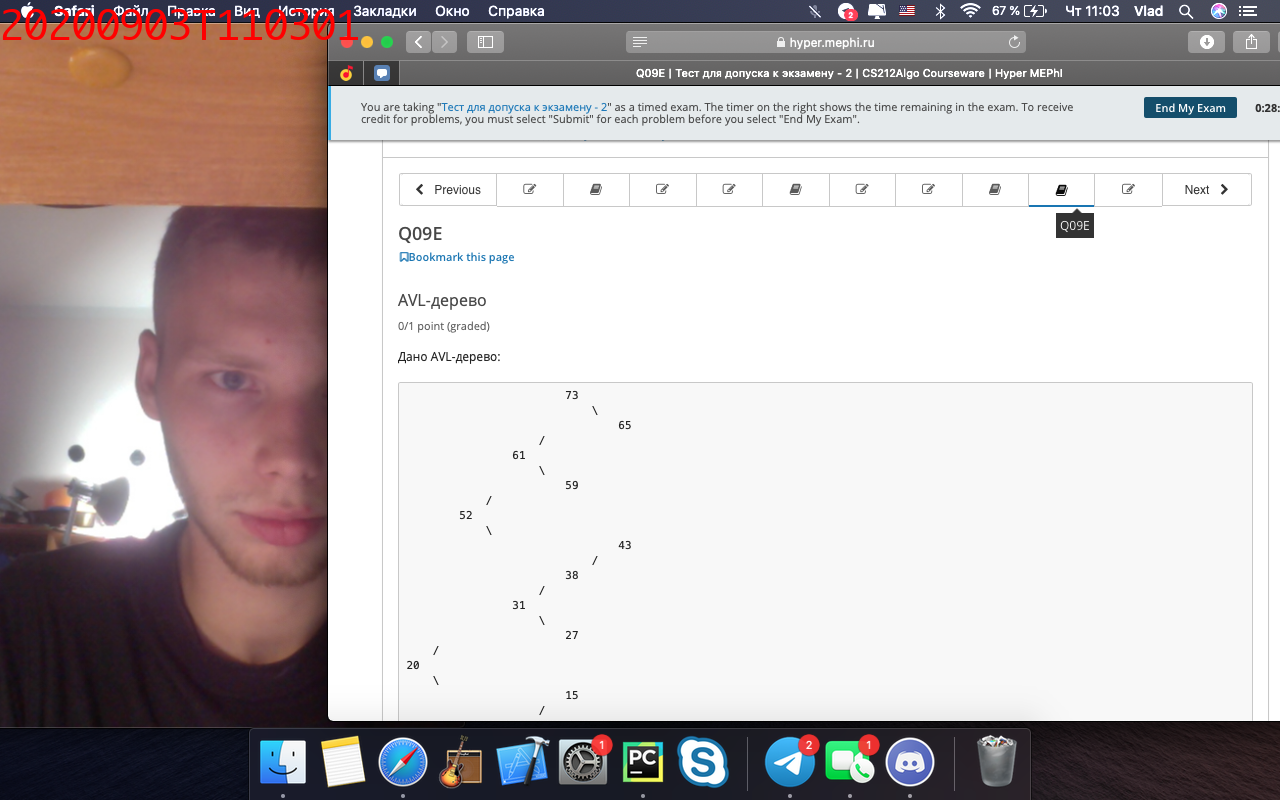 Safari Файл Правка Вид История Закладки Окно Справка 2 67 % Чт 11:03 Vlad
20200903T110301
hyper.mephi.ru
Q09E | Тест для допуска к экзамену - 2 | CS212Algo Courseware | Hyper MEPhI
You are taking "Тест для допуска к экзамену - 2" as a timed exam. The timer on the right shows the time remaining in the exam. To receive
credit for problems, you must select "Submit" for each problem before you select "End My Exam".
End My Exam
0:28:
Previous
Next
Q09E
Q09E
Bookmark this page
AVL-дерево
0/1 point (graded)
Дано AVL-дерево:
73
\
65
/
61
\
59
/
52
\
43
/
38
/
31
\
27
/
20
\
15
/
1 PC 2 1